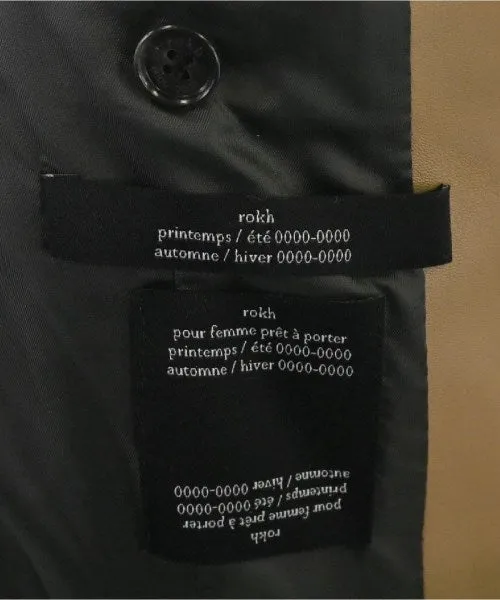 rokh
printemps / été 0000-0000
automne / hiver 0000-0000
rokh
pour femme prêt à porter
printemps / été 0000-0000
automne / hiver 0000-0000
rokh
pour femme prêt à porter
printemps / été 0000-0000
automne / hiver 0000-0000